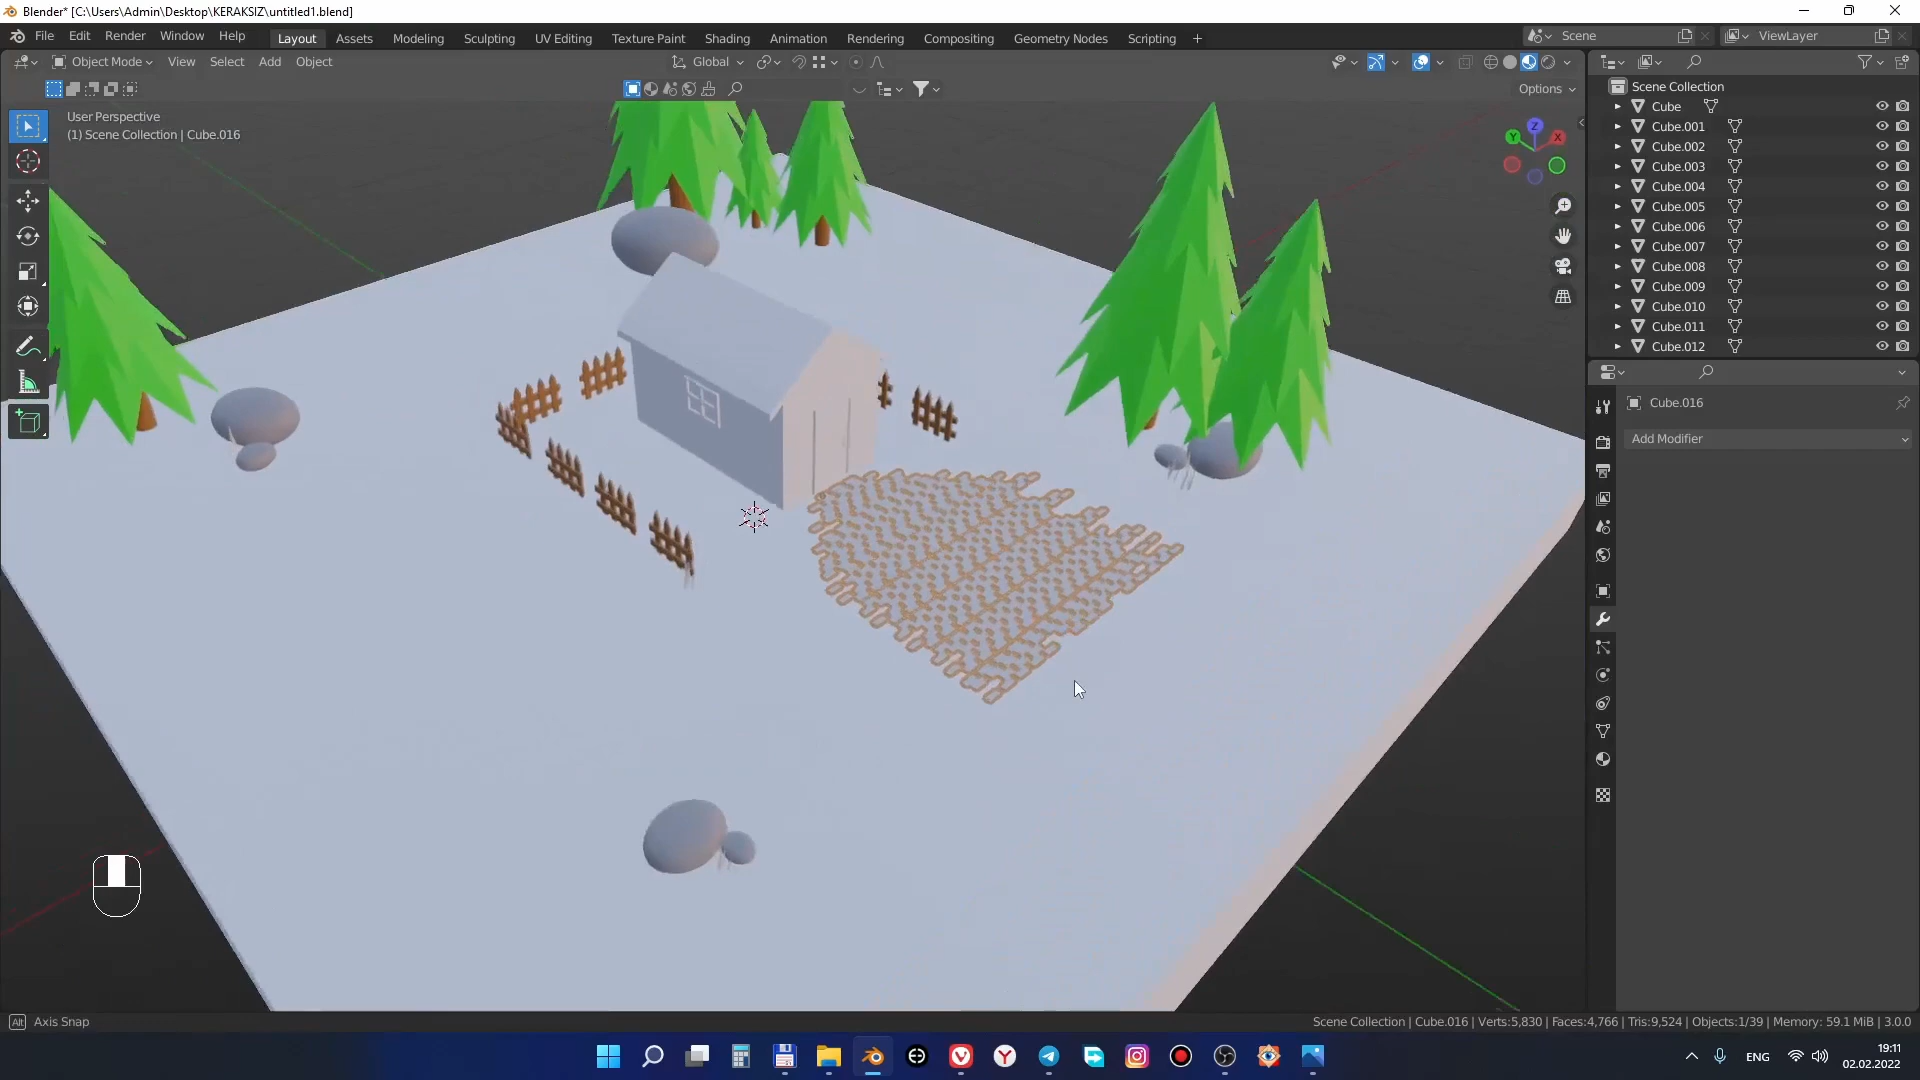 Blender* [C:\Users\Admin\Desktop\KERAKSIZ\untitled1.blend]
File Edit Render Window Help Layout Assets Modeling Sculpting UV Editing Texture Paint Shading Animation Rendering Compositing Geometry Nodes Scripting + Scene ViewLayer
Object Mode View Select Add Object Global
Options
User Perspective
(1) Scene Collection | Cube.016
Z
Y
X
Scene Collection
Cube
Cube.001
Cube.002
Cube.003
Cube.004
Cube.005
Cube.006
Cube.007
Cube.008
Cube.009
Cube.010
Cube.011
Cube.012
Cube.016
Add Modifier
Alt Axis Snap
Scene Collection | Cube.016 | Verts:5,830 | Faces:4,766 | Tris:9,524 | Objects:1/39 | Memory: 59.1 MiB | 3.0.0
ENG
19:11
02.02.2022